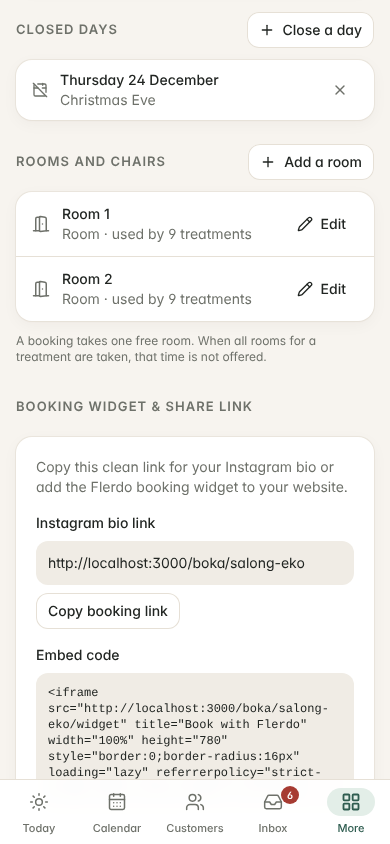 CLOSED DAYS
Close a day
Thursday 24 December
Christmas Eve
ROOMS AND CHAIRS
Add a room
Room 1
Room · used by 9 treatments
Edit
Room 2
Room · used by 9 treatments
Edit
A booking takes one free room. When all rooms for a
treatment are taken, that time is not offered.
BOOKING WIDGET & SHARE LINK
Copy this clean link for your Instagram bio or
add the Flerdo booking widget to your website.
Instagram bio link
http://localhost:3000/boka/salong-eko
Copy booking link
Embed code
<iframe
src="http://localhost:3000/boka/salong-
eko/widget" title="Book with Flerdo"
width="100%" height="780"
style="border:0;border-radius:16px"
loading="lazy" referrerpolicy="strict-
6
Today
Calendar
Customers
Inbox
More